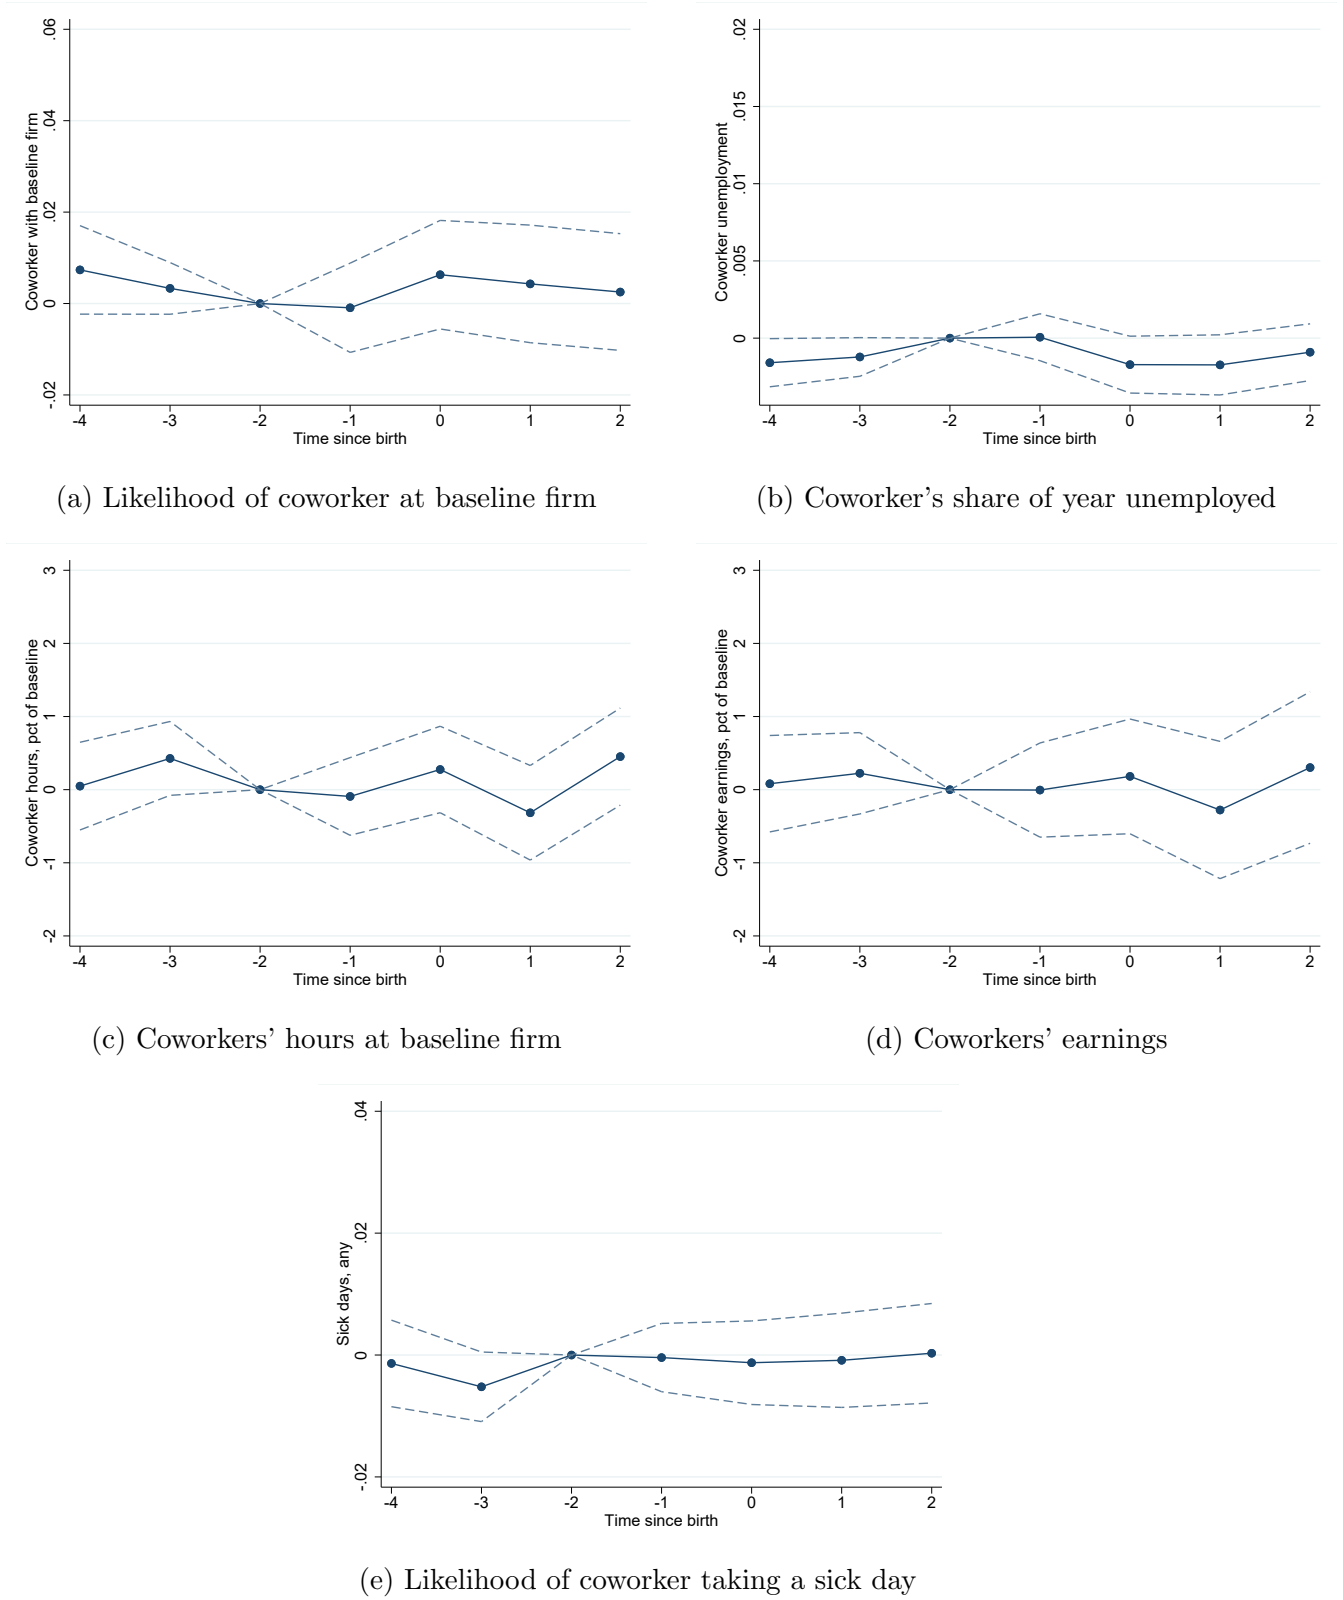 Coworker with baseline firm
.06
.04
.02
0
-.02
-4 -3 -2 -1 0 1 2
Time since birth
(a) Likelihood of coworker at baseline firm
Coworker unemployment
.02
.015
.01
.005
0
-4 -3 -2 -1 0 1 2
Time since birth
(b) Coworker's share of year unemployed
Coworker hours, pct of baseline
3
2
1
0
-1
-2
-4 -3 -2 -1 0 1 2
Time since birth
(c) Coworkers' hours at baseline firm
Coworker earnings, pct of baseline
3
2
1
0
-1
-2
-4 -3 -2 -1 0 1 2
Time since birth
(d) Coworkers' earnings
Sick days, any
.04
.02
0
-.02
-4 -3 -2 -1 0 1 2
Time since birth
(e) Likelihood of coworker taking a sick day